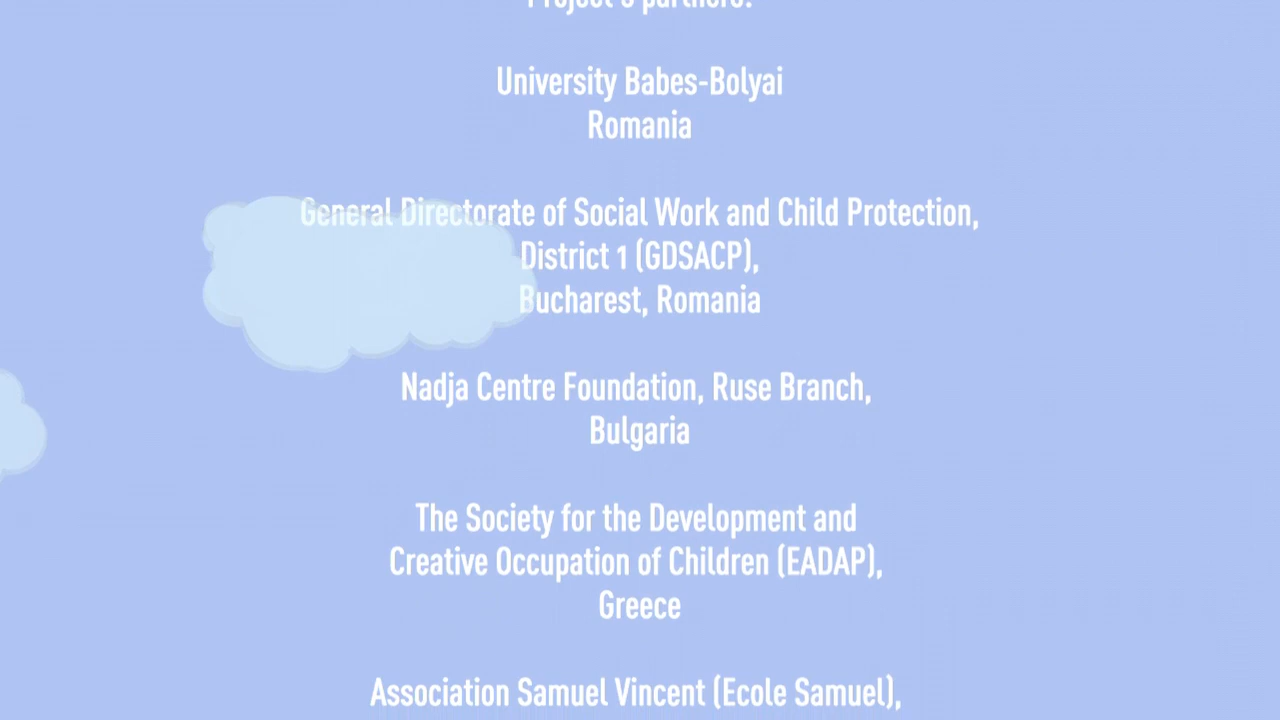 Project's partners:
University Babes-Bolyai
Romania
General Directorate of Social Work and Child Protection,
District 1 (GDSACP),
Bucharest, Romania
Nadja Centre Foundation, Ruse Branch,
Bulgaria
The Society for the Development and
Creative Occupation of Children (EADAP),
Greece
Association Samuel Vincent (Ecole Samuel),